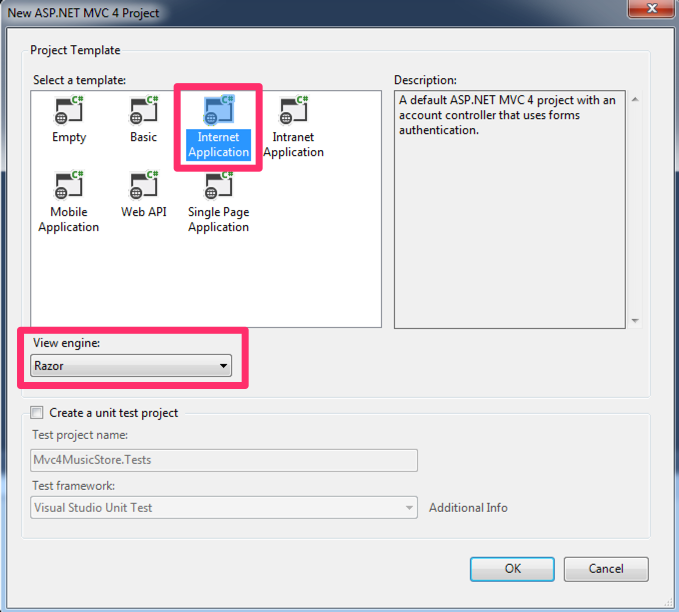 New ASP.NET MVC 4 Project
Project Template
Select a template:
Description:
C# C# C# C#
Empty Basic Internet Application Intranet Application
A default ASP.NET MVC 4 project with an
account controller that uses forms
authentication.
C# C# C#
Mobile Application Web API Single Page Application
View engine:
Razor
Create a unit test project
Test project name:
Mvc4MusicStore.Tests
Test framework:
Visual Studio Unit Test
Additional Info
OK
Cancel